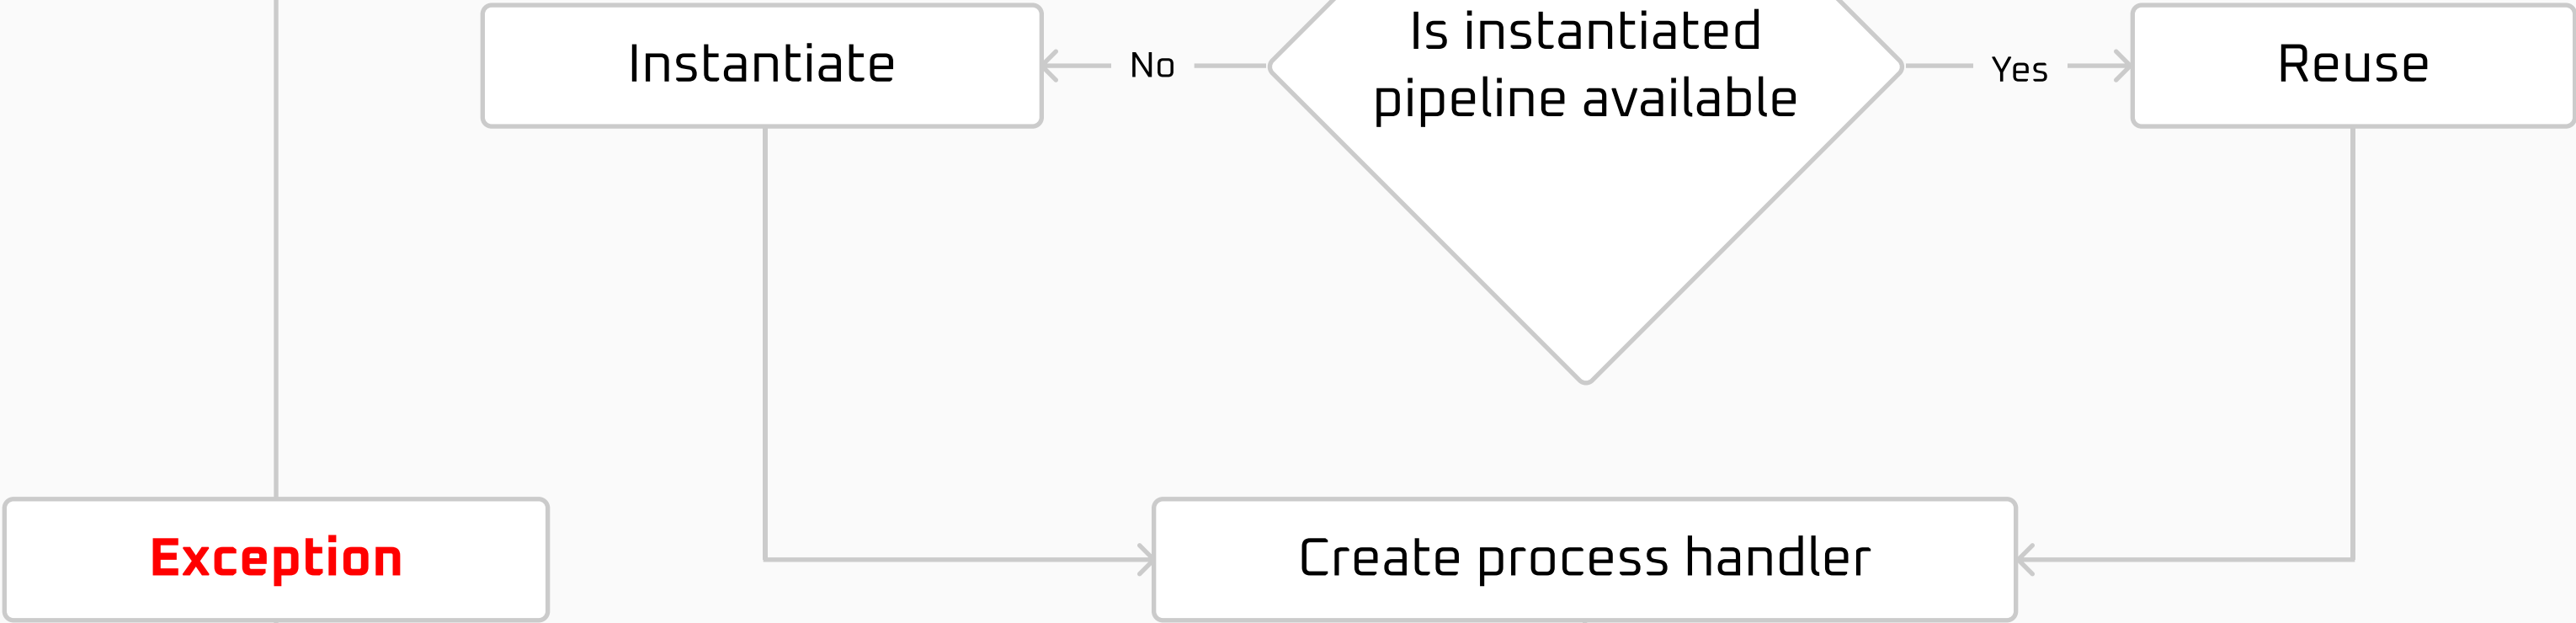 Instantiate
No
Is instantiated
pipeline available
Yes
Reuse
Exception
Create process handler